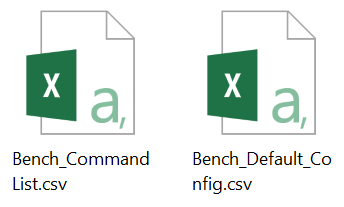 X a,
X a,
Bench_Command
List.csv
Bench_Default_Co
nfig.csv